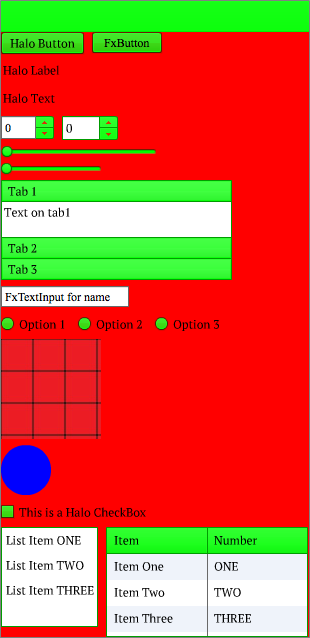 Halo Button FxButton
Halo Label
Halo Text
0 0
Tab 1
Text on tab1
Tab 2
Tab 3
FxTextInput for name
Option 1 Option 2 Option 3
This is a Halo CheckBox
List Item ONE
List Item TWO
List Item THREE
Item Number
Item One ONE
Item Two TWO
Item Three THREE